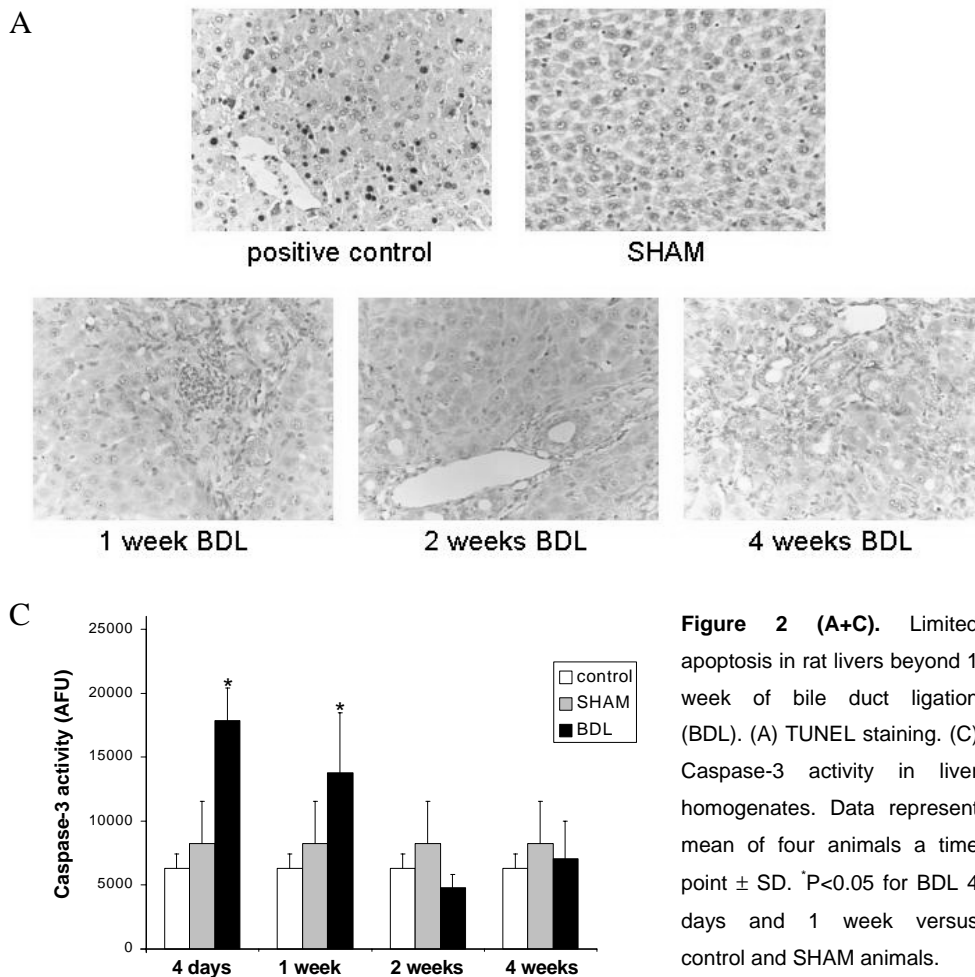 A
positive control
SHAM
1 week BDL
2 weeks BDL
4 weeks BDL
C
Caspase-3 activity (AFU)
25000
20000
15000
10000
5000
0
*
*
control
SHAM
BDL
4 days
1 week
2 weeks
4 weeks
Figure 2 (A+C). Limited
apoptosis in rat livers beyond 1
week of bile duct ligation
(BDL). (A) TUNEL staining. (C)
Caspase-3 activity in liver
homogenates. Data represent
mean of four animals a time
point ± SD. *P<0.05 for BDL 4
days and 1 week versus
control and SHAM animals.